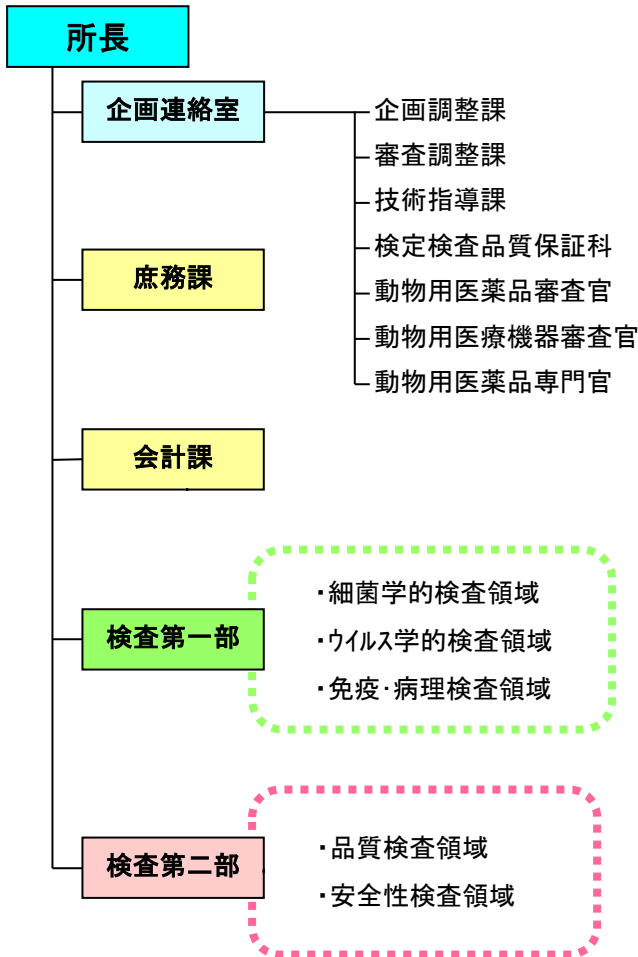 所長
企画連絡室
企画調整課
審査調整課
技術指導課
検定検査品質保証科
動物用医薬品審査官
動物用医療機器審査官
動物用医薬品専門官
庶務課
会計課
検査第一部
・細菌学的検査領域
・ウイルス学的検査領域
・免疫・病理検査領域
検査第二部
・品質検査領域
・安全性検査領域